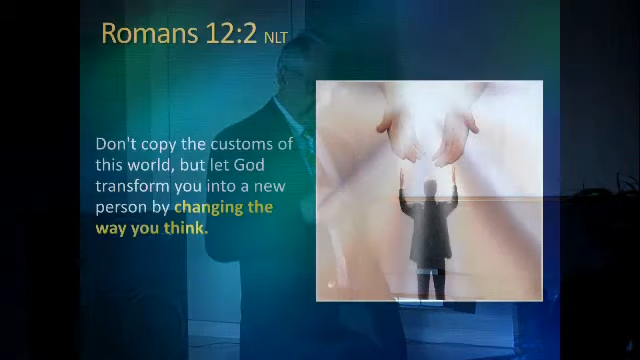 Romans 12:2 NLT
Don't copy the customs of
this world, but let God
transform you into a new
person by changing the
way you think.